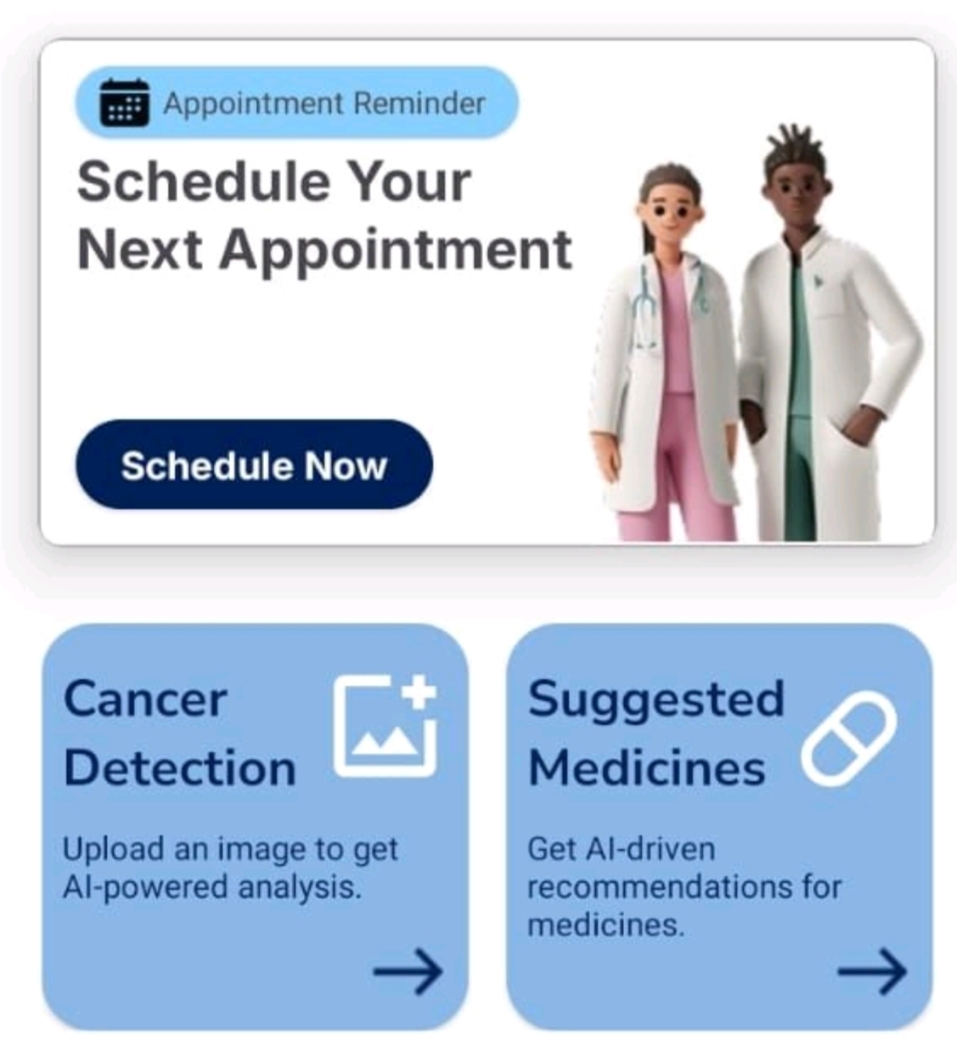 Appointment Reminder
Schedule Your
Next Appointment
Schedule Now
Cancer
Detection
Upload an image to get
AI-powered analysis.
Suggested
Medicines
Get AI-driven
recommendations for
medicines.